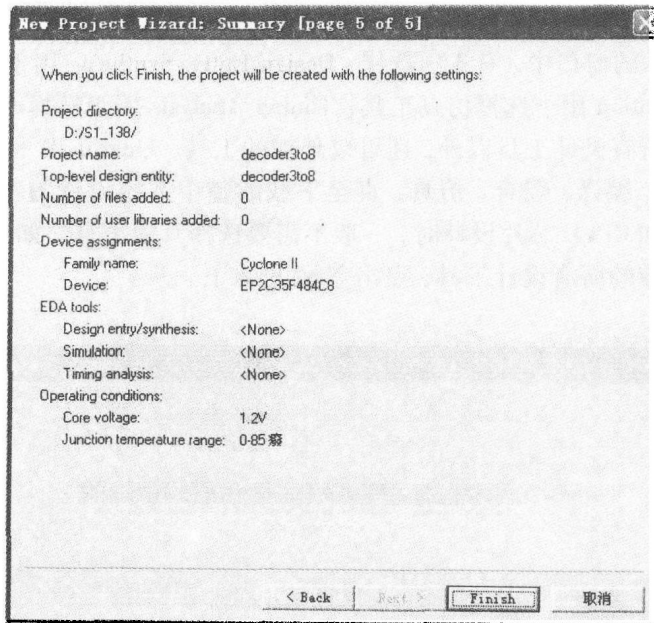 New Project Wizard: Summary [page 5 of 5]
When you click Finish, the project will be created with the following settings:
Project directory:
D:/S1_138/
Project name: decoder3to8
Top-level design entity: decoder3to8
Number of files added: 0
Number of user libraries added: 0
Device assignments:
Family name: Cyclone II
Device: EP2C35F484C8
EDA tools:
Design entry/synthesis: <None>
Simulation: <None>
Timing analysis: <None>
Operating conditions:
Core voltage: 1.2V
Junction temperature range: 0-85 癈
< Back Next > Finish 取消